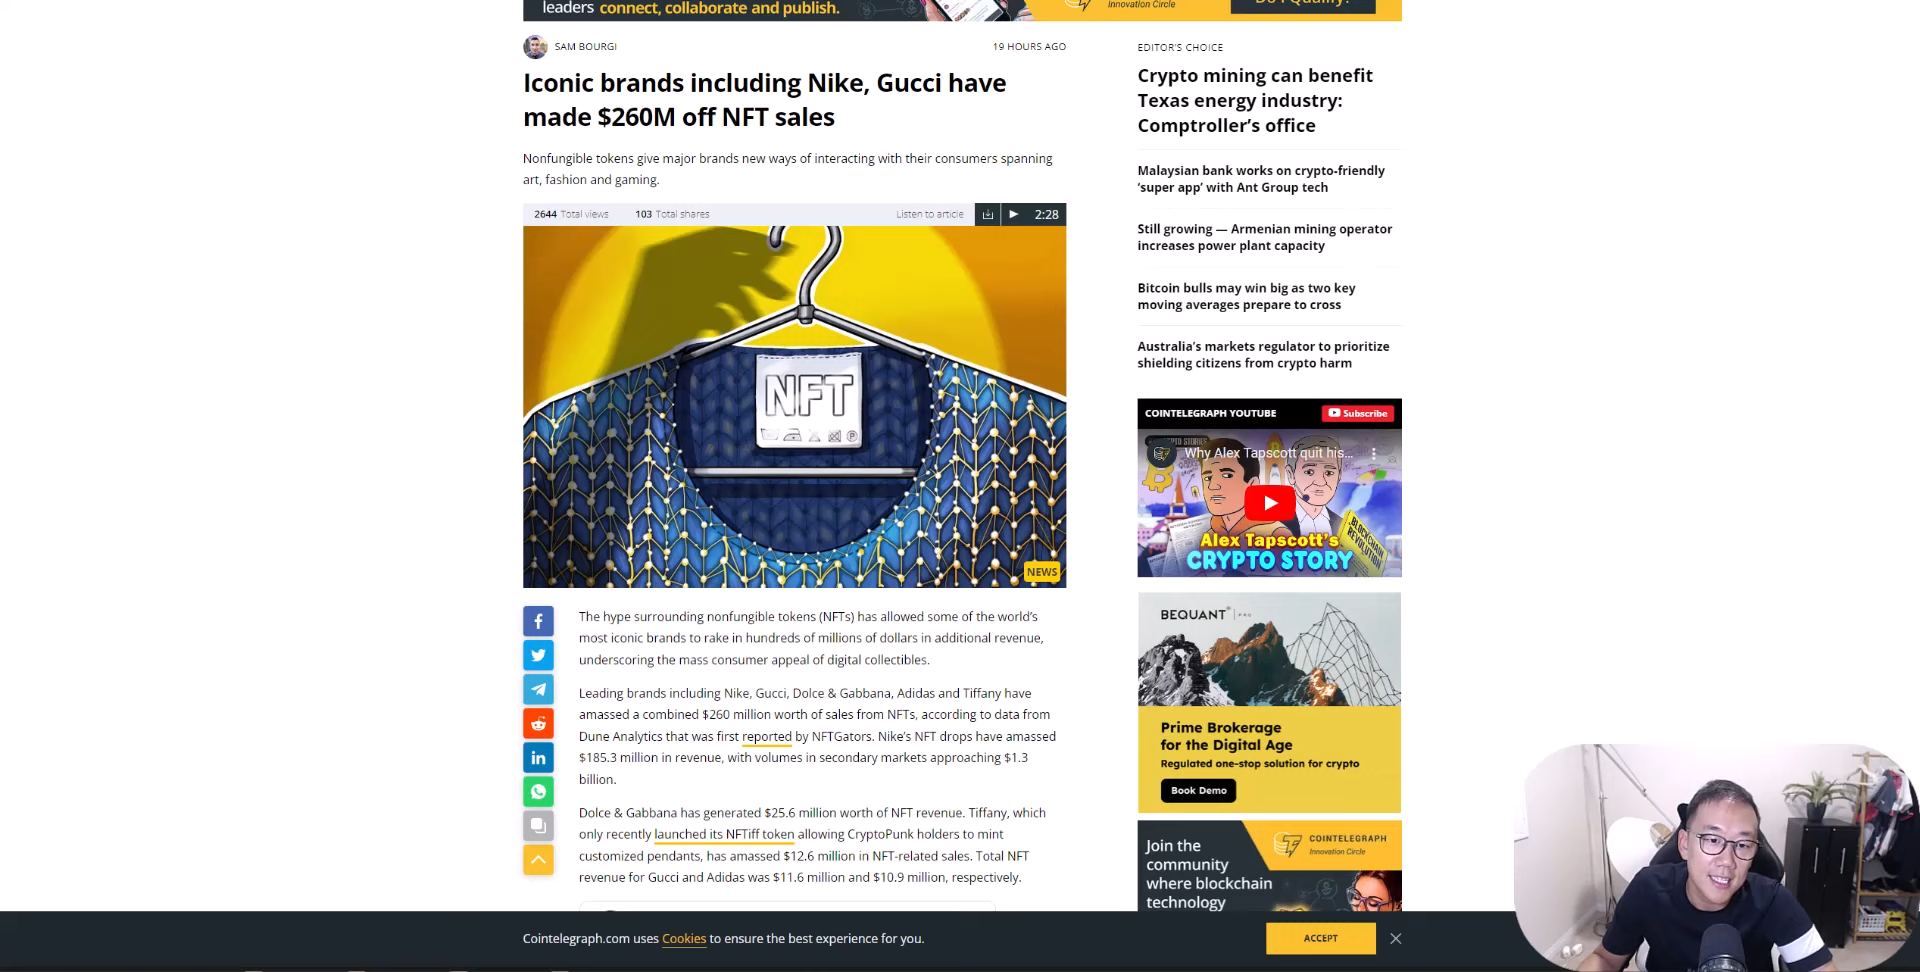 leaders connect, collaborate and publish.
Innovation Circle
Do I Qualify?
SAM BOURGI
19 HOURS AGO
Iconic brands including Nike, Gucci have
made $260M off NFT sales
Nonfungible tokens give major brands new ways of interacting with their consumers spanning
art, fashion and gaming.
2644 Total views
103 Total shares
Listen to article
2:28
NFT
NEWS
The hype surrounding nonfungible tokens (NFTs) has allowed some of the world's
most iconic brands to rake in hundreds of millions of dollars in additional revenue,
underscoring the mass consumer appeal of digital collectibles.
Leading brands including Nike, Gucci, Dolce & Gabbana, Adidas and Tiffany have
amassed a combined $260 million worth of sales from NFTs, according to data from
Dune Analytics that was first reported by NFTGators. Nike's NFT drops have amassed
$185.3 million in revenue, with volumes in secondary markets approaching $1.3
billion.
Dolce & Gabbana has generated $25.6 million worth of NFT revenue. Tiffany, which
only recently launched its NFTiff token allowing CryptoPunk holders to mint
customized pendants, has amassed $12.6 million in NFT-related sales. Total NFT
revenue for Gucci and Adidas was $11.6 million and $10.9 million, respectively.
EDITOR'S CHOICE
Crypto mining can benefit
Texas energy industry:
Comptroller's office
Malaysian bank works on crypto-friendly
'super app' with Ant Group tech
Still growing — Armenian mining operator
increases power plant capacity
Bitcoin bulls may win big as two key
moving averages prepare to cross
Australia's markets regulator to prioritize
shielding citizens from crypto harm
COINTELEGRAPH YOUTUBE
Subscribe
Why Alex Tapscott quit his...
BLOCKCHAIN
REVOLUTION
Alex Tapscott's
CRYPTO STORY
BEQUANT
Prime Brokerage
for the Digital Age
Regulated one-stop solution for crypto
Book Demo
COINTELEGRAPH
Innovation Circle
Join the
community
where blockchain
technology
Cointelegraph.com uses Cookies to ensure the best experience for you.
ACCEPT